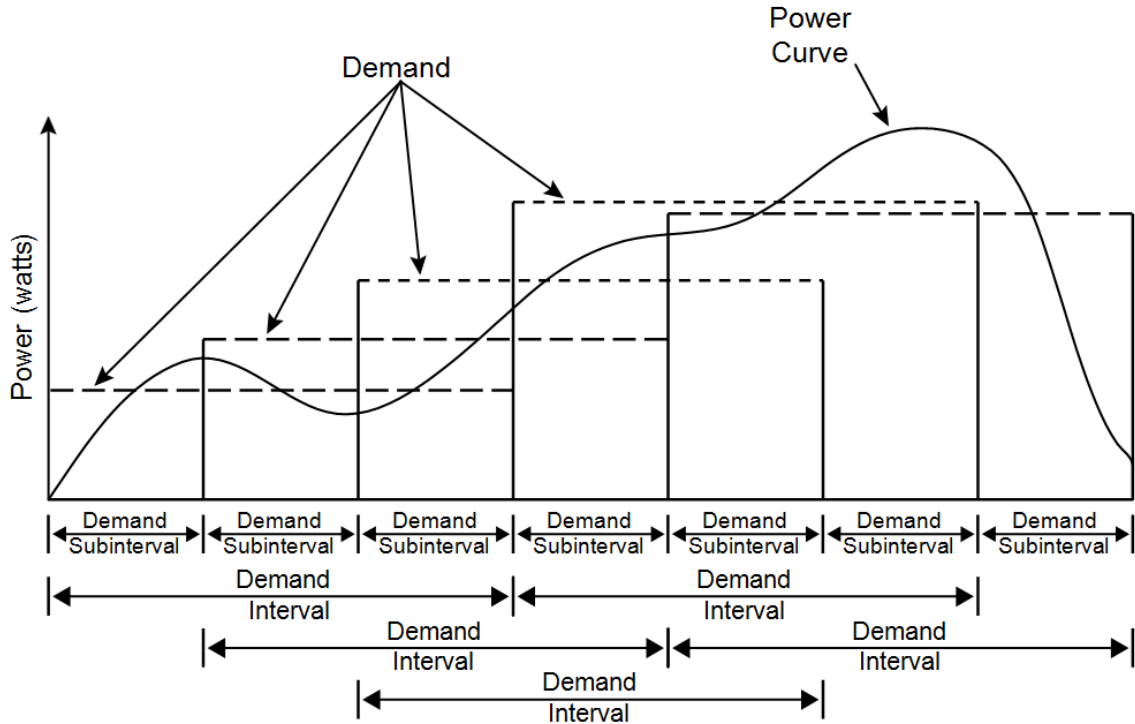 Power
Curve
Demand
Power (watts)
Demand
Subinterval
Demand
Subinterval
Demand
Subinterval
Demand
Subinterval
Demand
Subinterval
Demand
Subinterval
Demand
Subinterval
Demand
Interval
Demand
Interval
Demand
Interval
Demand
Interval
Demand
Interval